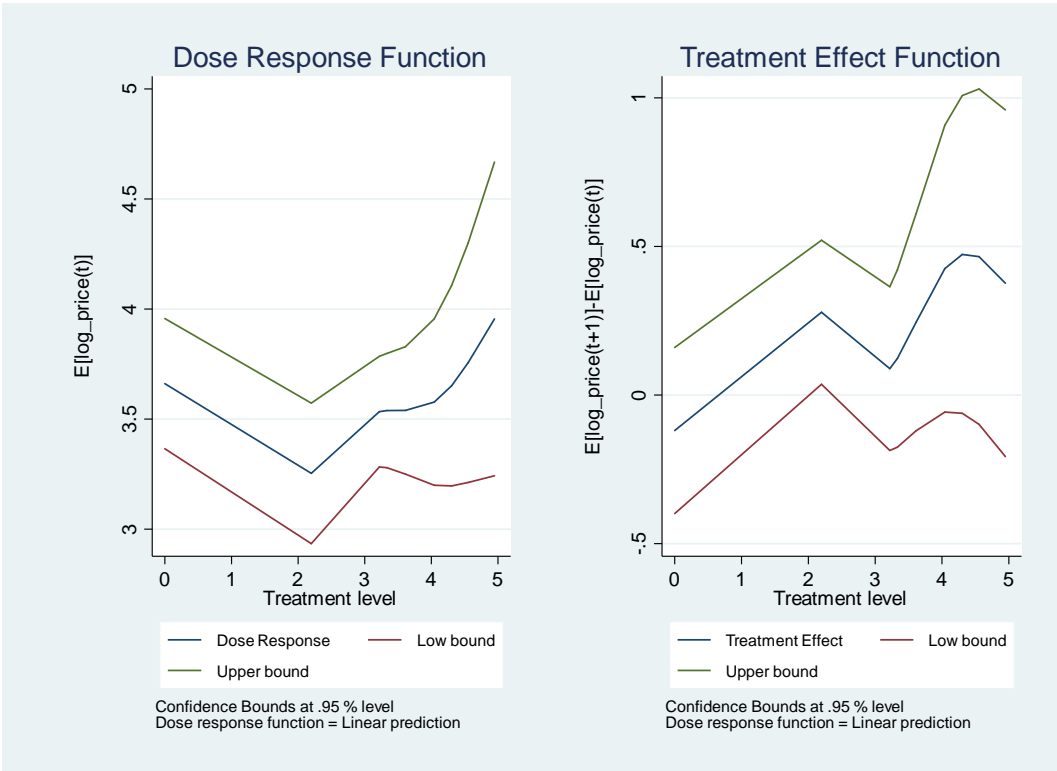 Dose Response Function
E[log_price(t)]
5
4.5
4
3.5
3
0 1 2 3 4 5
Treatment level
Dose Response Low bound
Upper bound
Confidence Bounds at .95 % level
Dose response function = Linear prediction
Treatment Effect Function
E[log_price(t+1)]-E[log_price(t)]
1
.5
0
-.5
0 1 2 3 4 5
Treatment level
Treatment Effect Low bound
Upper bound
Confidence Bounds at .95 % level
Dose response function = Linear prediction